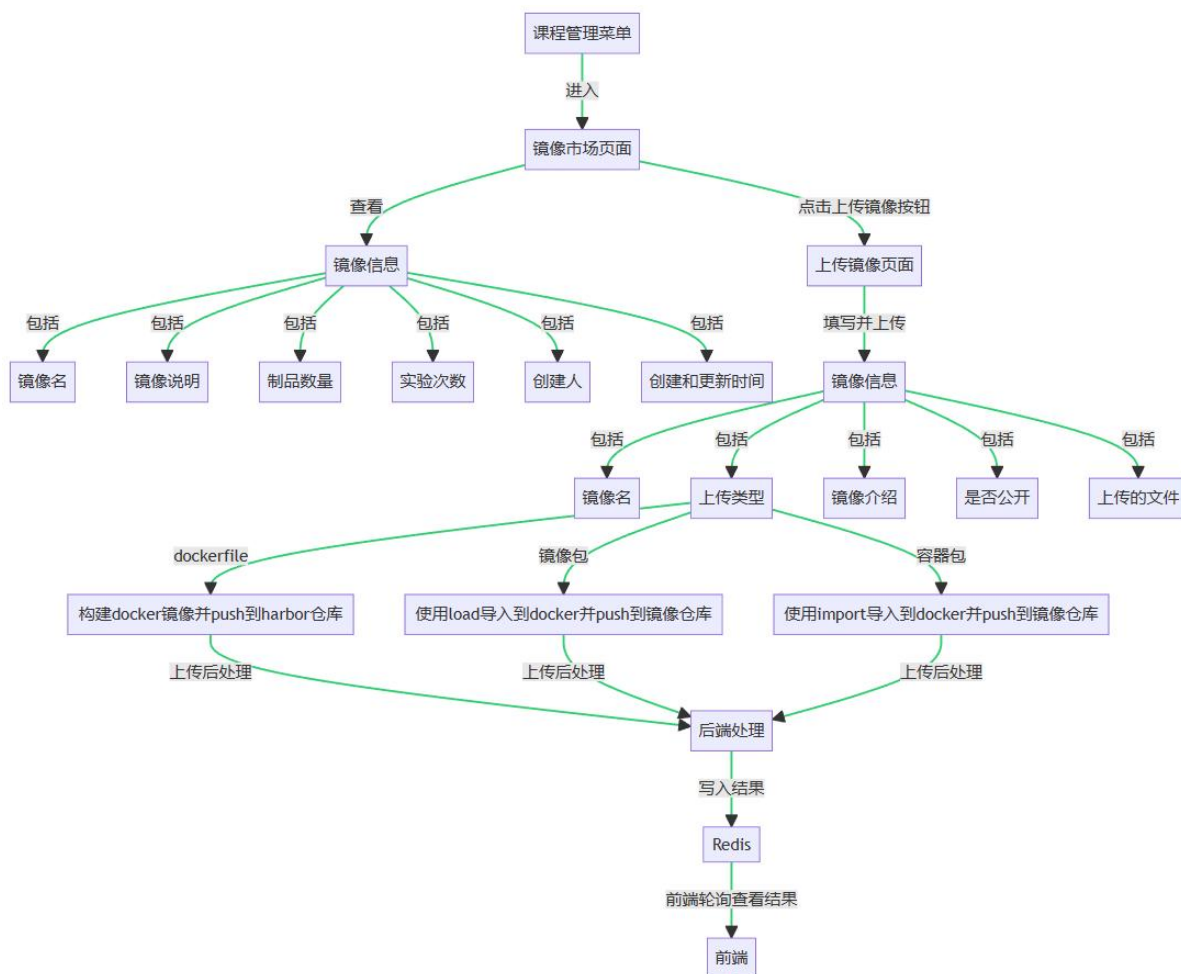 课程管理菜单
进入
镜像市场页面
查看
点击上传镜像按钮
镜像信息
上传镜像页面
包括
包括
包括
包括
包括
包括
填写并上传
镜像名
镜像说明
制品数量
实验次数
创建人
创建和更新时间
镜像信息
包括
包括
包括
包括
包括
镜像名
上传类型
镜像介绍
是否公开
上传的文件
dockerfile
镜像包
容器包
构建docker镜像并push到harbor仓库
使用load导入到docker并push到镜像仓库
使用import导入到docker并push到镜像仓库
上传后处理
上传后处理
上传后处理
后端处理
写入结果
Redis
前端轮询查看结果
前端